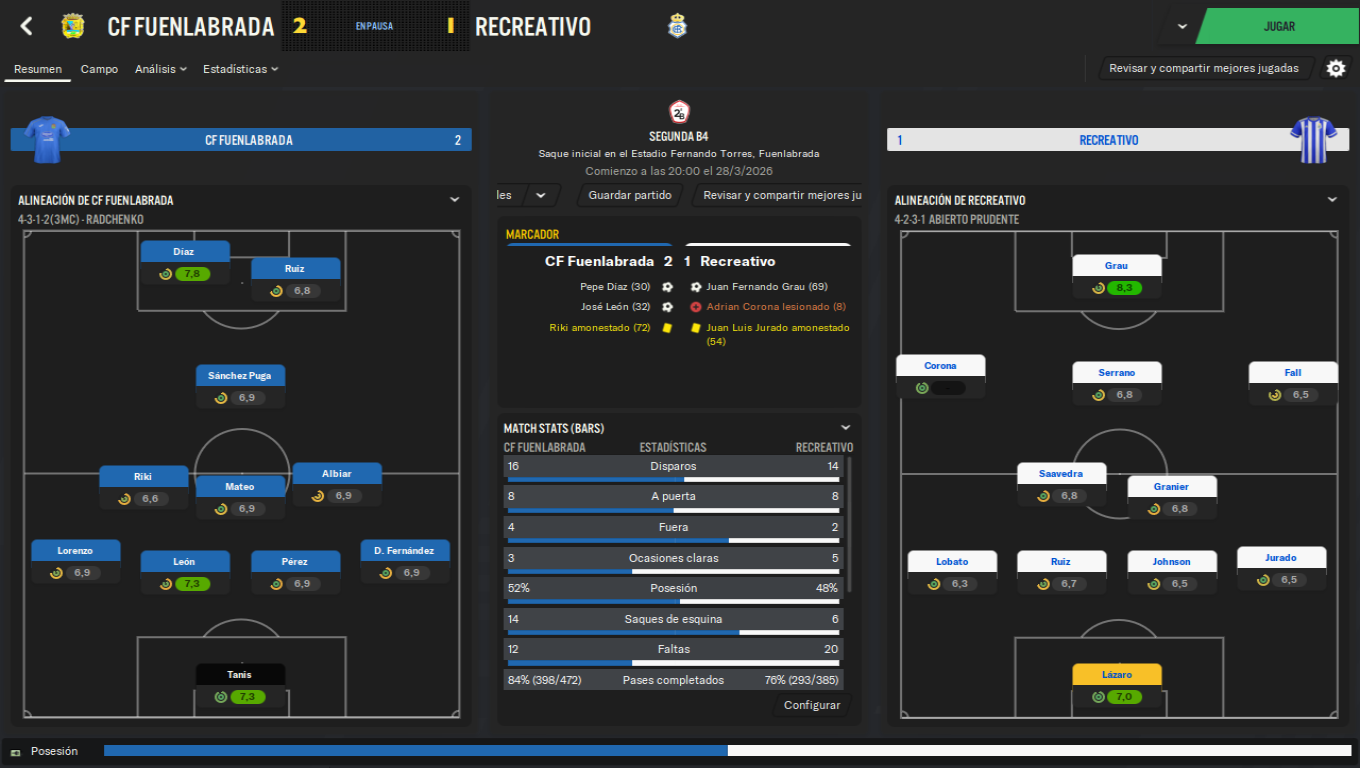 CF FUENLABRADA 2 EN PAUSA 1 RECREATIVO
JUGAR
Resumen Campo Análisis Estadísticas
Revisar y compartir mejores jugadas
CF FUENLABRADA 2
2B
SEGUNDA B4
Saque inicial en el Estadio Fernando Torres, Fuenlabrada
Comienzo a las 20:00 el 28/3/2026
les Guardar partido Revisar y compartir mejores ju
1 RECREATIVO
ALINEACIÓN DE CF FUENLABRADA
4-3-1-2(3MC) - RADCHENKO
Díaz
7,8
Ruiz
6,8
Sánchez Puga
6,9
Riki
6,6
Mateo
6,9
Albiar
6,9
Lorenzo
6,9
León
7,3
Pérez
6,9
D. Fernández
6,9
Tanis
7,3
MARCADOR
CF Fuenlabrada 2 1 Recreativo
Pepe Díaz (30) Juan Fernando Grau (69)
José León (32) Adrian Corona lesionado (8)
Riki amonestado (72) Juan Luis Jurado amonestado
(54)
MATCH STATS (BARS)
CF FUENLABRADA ESTADÍSTICAS RECREATIVO
16 Disparos 14
8 A puerta 8
4 Fuera 2
3 Ocasiones claras 5
52% Posesión 48%
14 Saques de esquina 6
12 Faltas 20
84% (398/472) Pases completados 76% (293/385)
Configurar
ALINEACIÓN DE RECREATIVO
4-2-3-1 ABIERTO PRUDENTE
Grau
8,3
Corona
-
Serrano
6,8
Fall
6,5
Saavedra
6,8
Granier
6,8
Lobato
6,3
Ruiz
6,7
Johnson
6,5
Jurado
6,5
Lázaro
7,0
Posesión